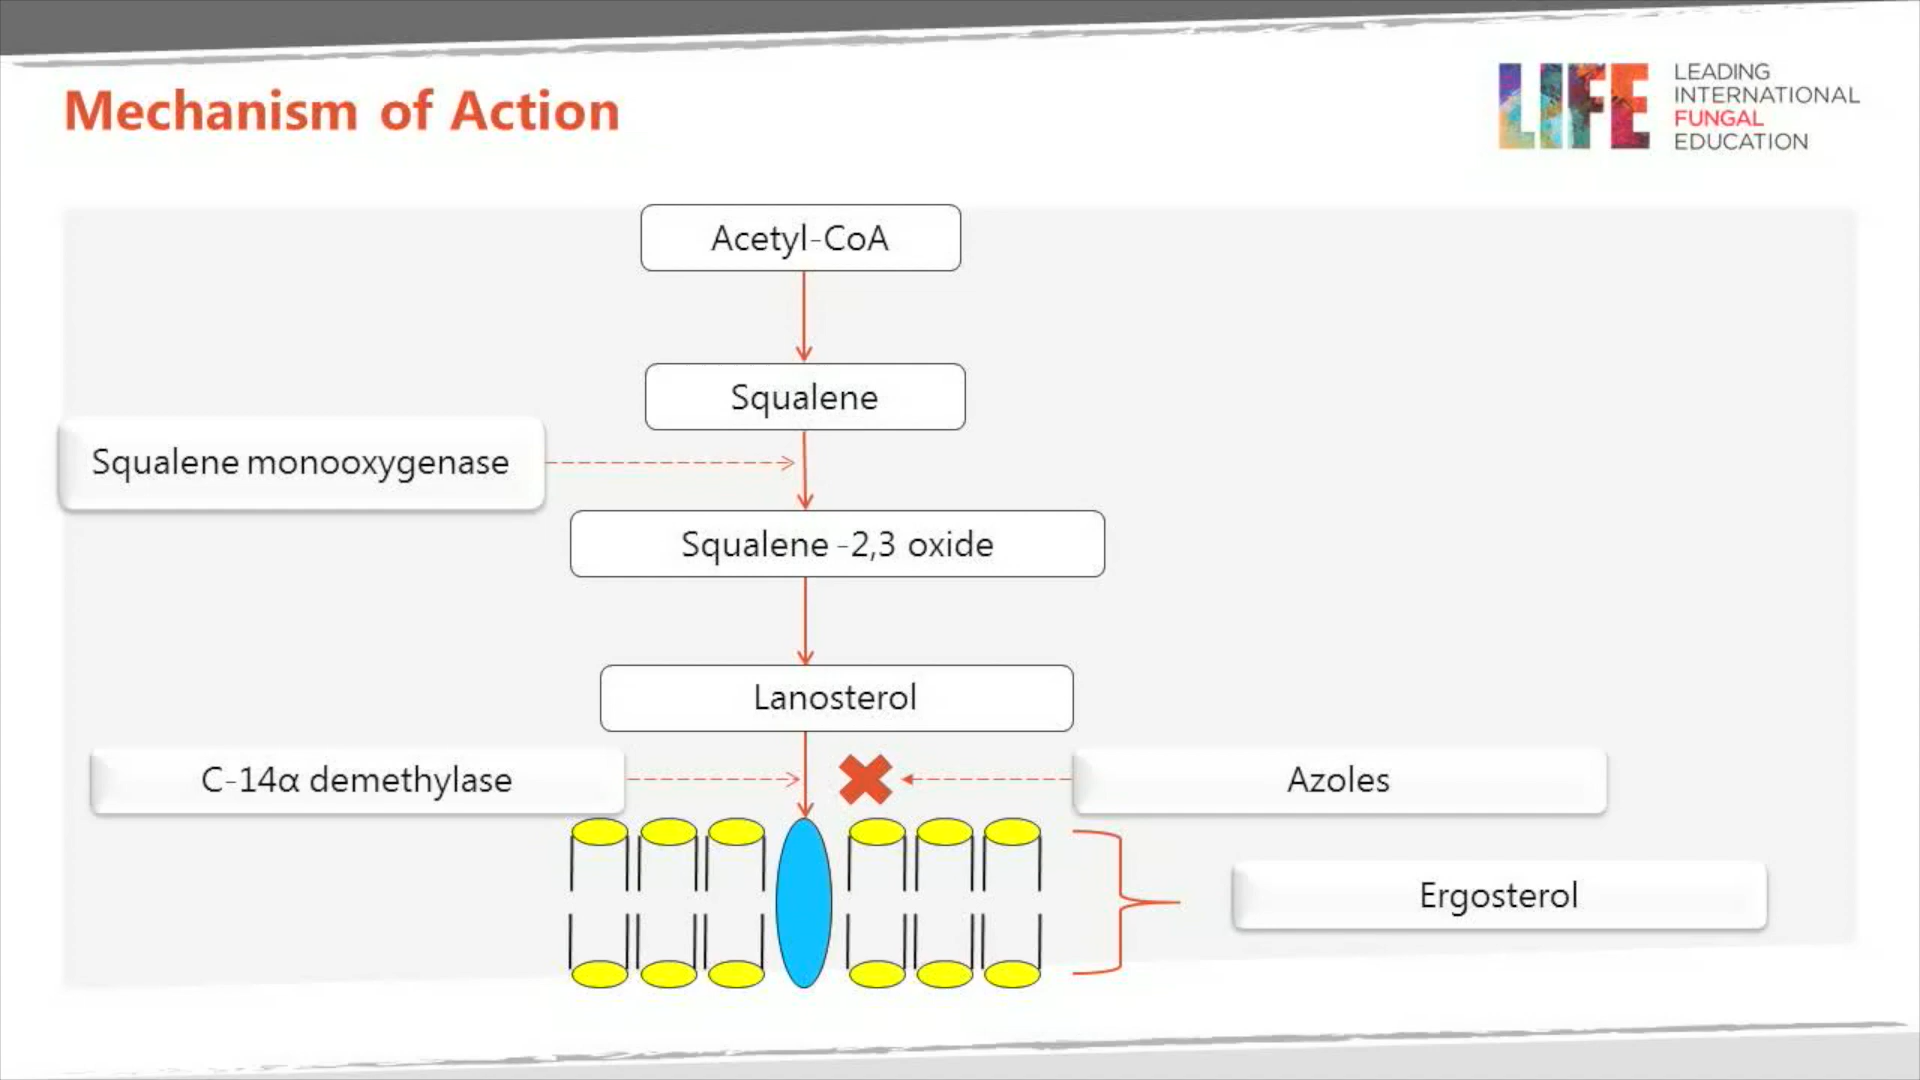 Mechanism of Action
LIFE
LEADING
INTERNATIONAL
FUNGAL
EDUCATION
Acetyl-CoA
Squalene
Squalene monooxygenase
Squalene -2,3 oxide
Lanosterol
C-14α demethylase
Azoles
Ergosterol